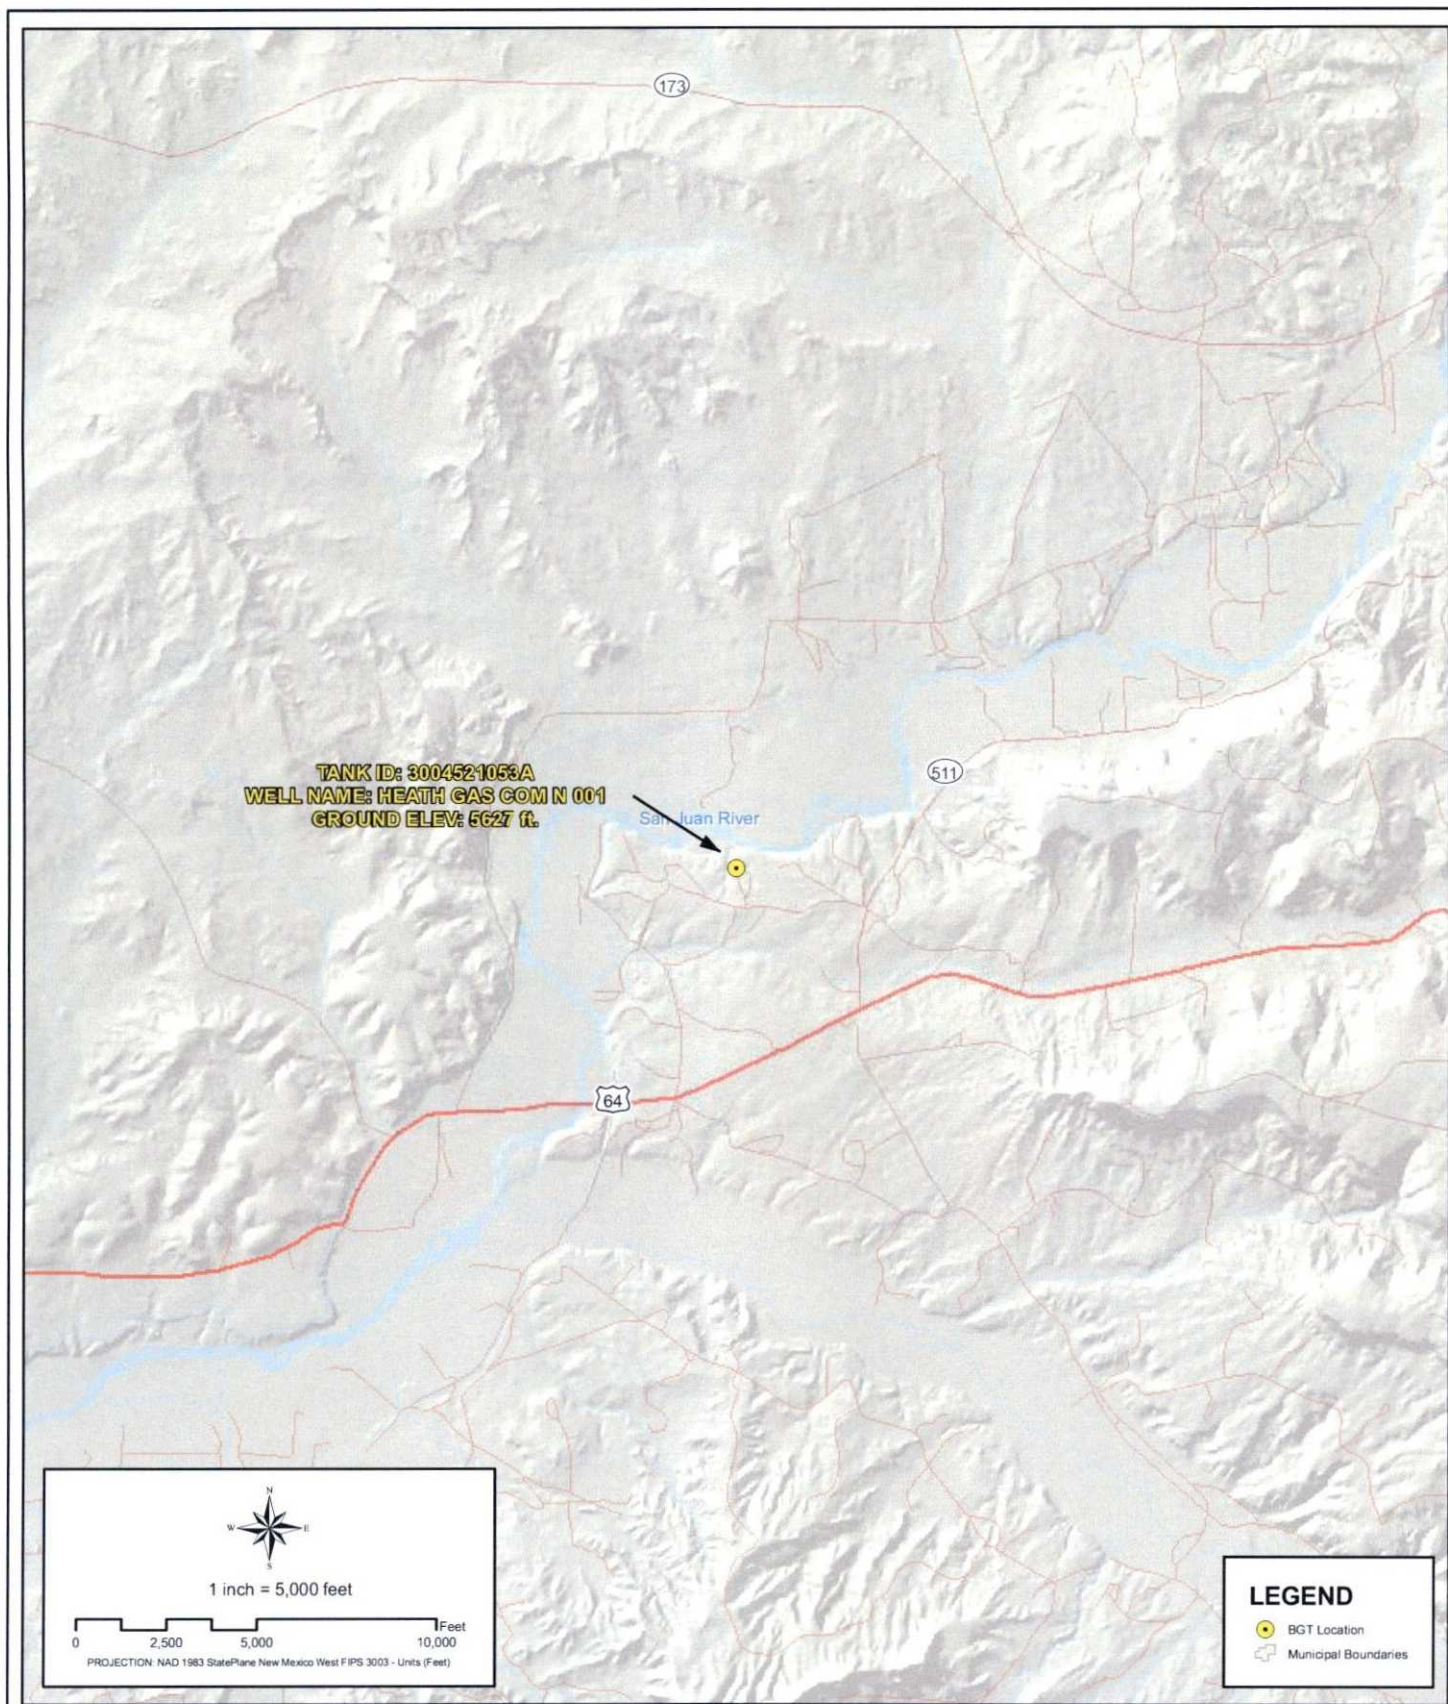 173
TANK ID: 3004521053A
WELL NAME: HEATH GAS COM N 001
GROUND ELEV: 5627 ft.
511
San Juan River
64
N
W E
S
1 inch = 5,000 feet
Feet
0 2,500 5,000 10,000
PROJECTION: NAD 1983 StatePlane New Mexico West FIPS 3003 - Units (Feet)
LEGEND
BGT Location
Municipal Boundaries